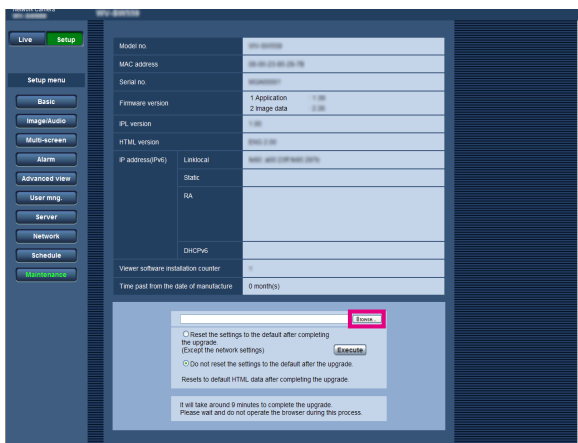 Network Camera
WV-SW559
Live Setup
Model no.
MAC address
Serial no.
Setup menu
Firmware version
1 Application
2 Image data
Basic
Image/Audio
IPL version
Multi-screen
HTML version
Alarm
IP address(IPv6) Linklocal
Advanced view
Static
User mng.
RA
Server
Network
Schedule
DHCPv6
Maintenance
Viewer software installation counter
Time past from the date of manufacture 0 month(s)
Browse...
Reset the settings to the default after completing
the upgrade.
(Except the network settings) Execute
Do not reset the settings to the default after the upgrade.
Resets to default HTML data after completing the upgrade.
It will take around 9 minutes to complete the upgrade.
Please wait and do not operate the browser during this process.